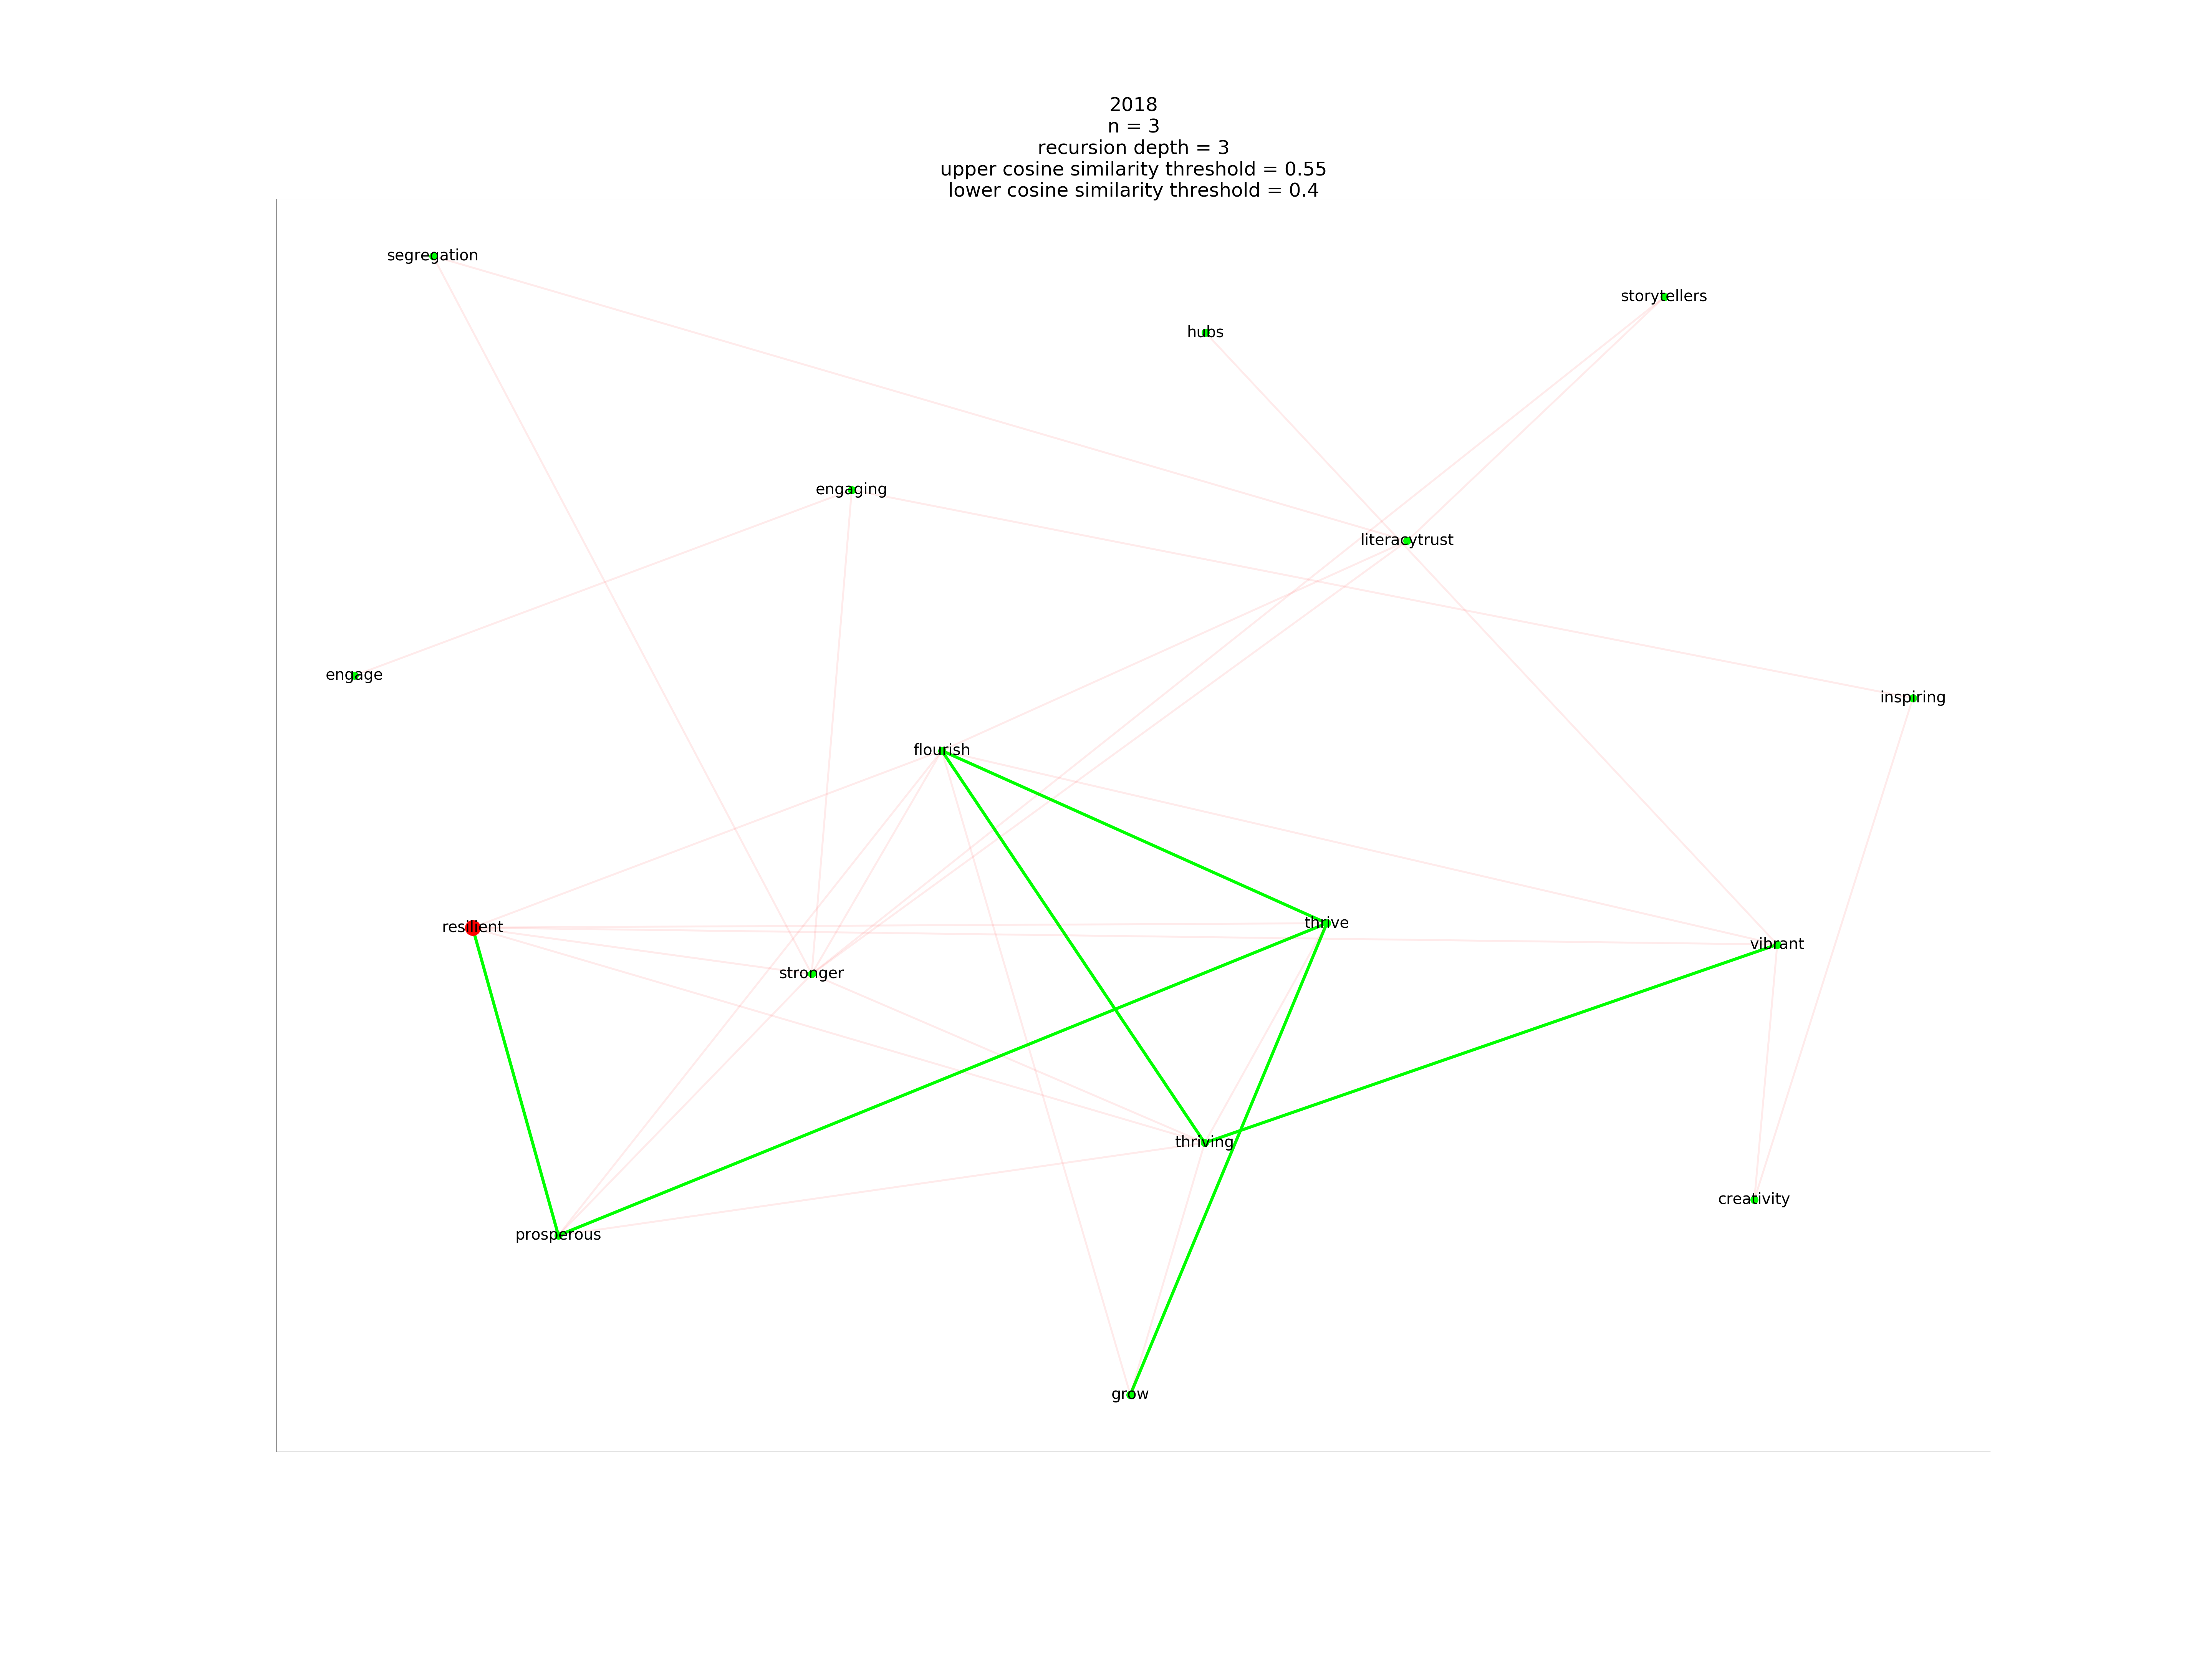 2018
n = 3
recursion depth = 3
upper cosine similarity threshold = 0.55
lower cosine similarity threshold = 0.4
segregation
storytellers
hubs
engaging
literacytrust
engage
inspiring
flourish
resilient
thrive
vibrant
stronger
thriving
creativity
prosperous
grow